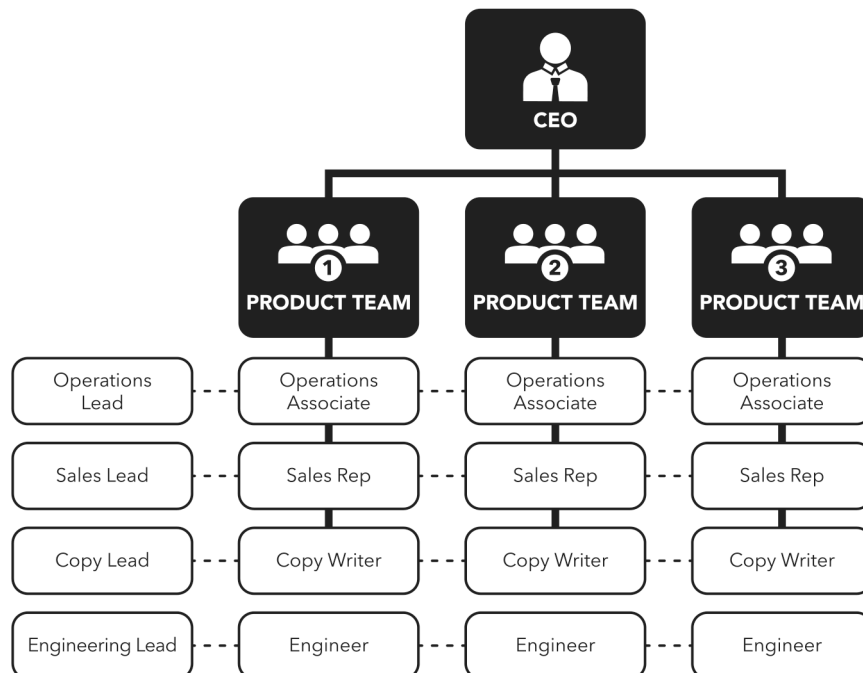 CEO
1
2
3
PRODUCT TEAM
PRODUCT TEAM
PRODUCT TEAM
Operations
Lead
Operations
Associate
Operations
Associate
Operations
Associate
Sales Lead
Sales Rep
Sales Rep
Sales Rep
Copy Lead
Copy Writer
Copy Writer
Copy Writer
Engineering Lead
Engineer
Engineer
Engineer